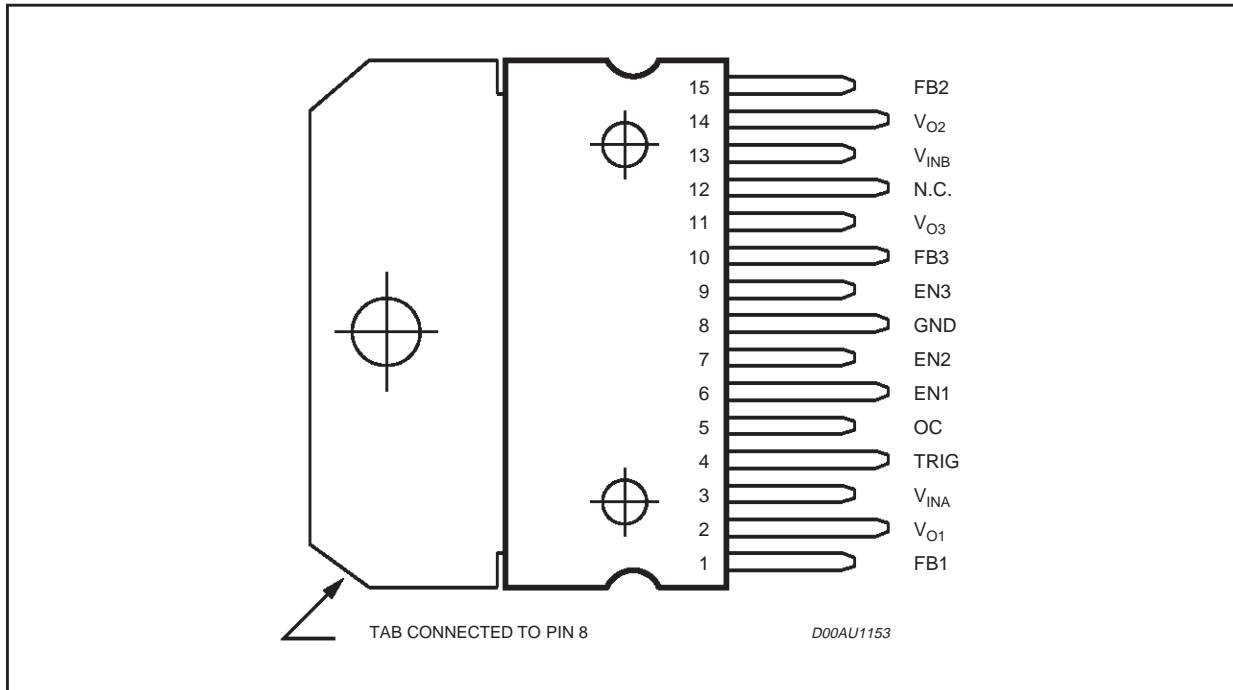 15 FB2
14 VO2
13 VINB
12 N.C.
11 VO3
10 FB3
9 EN3
8 GND
7 EN2
6 EN1
5 OC
4 TRIG
3 VINA
2 VO1
1 FB1
TAB CONNECTED TO PIN 8 D00AU1153